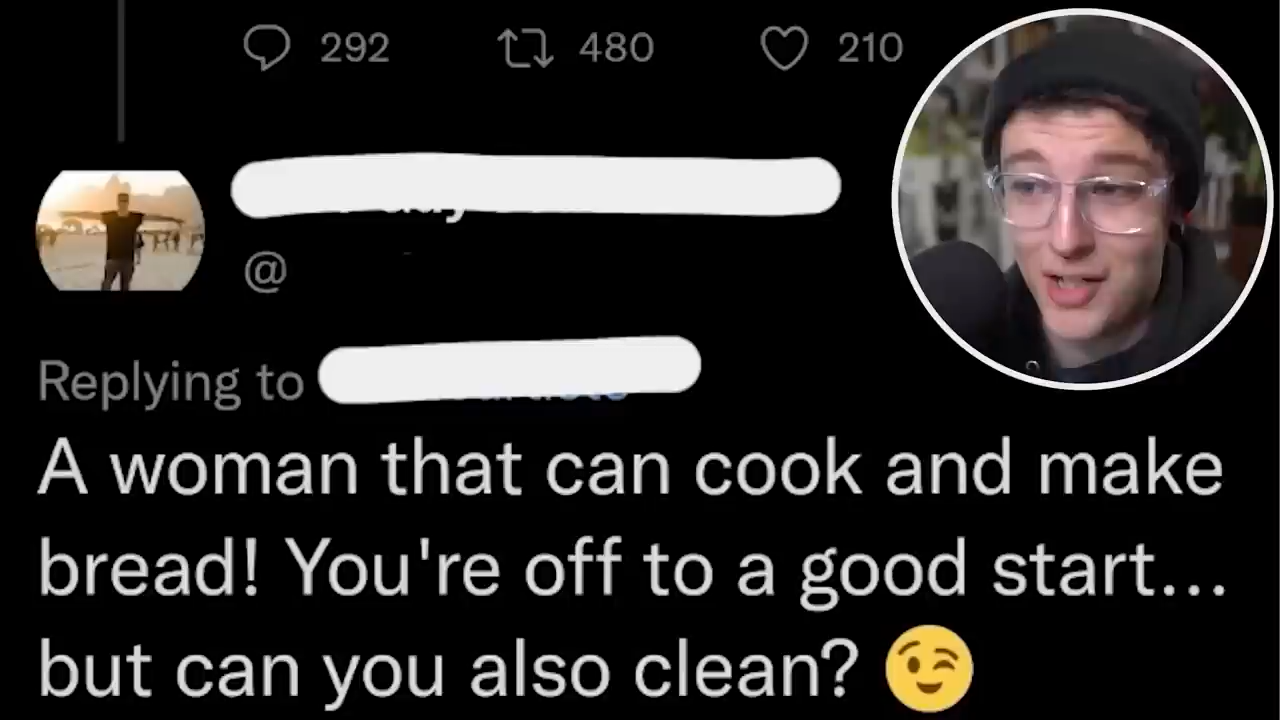 292 480 210
@
Replying to
A woman that can cook and make
bread! You're off to a good start...
but can you also clean? 😉